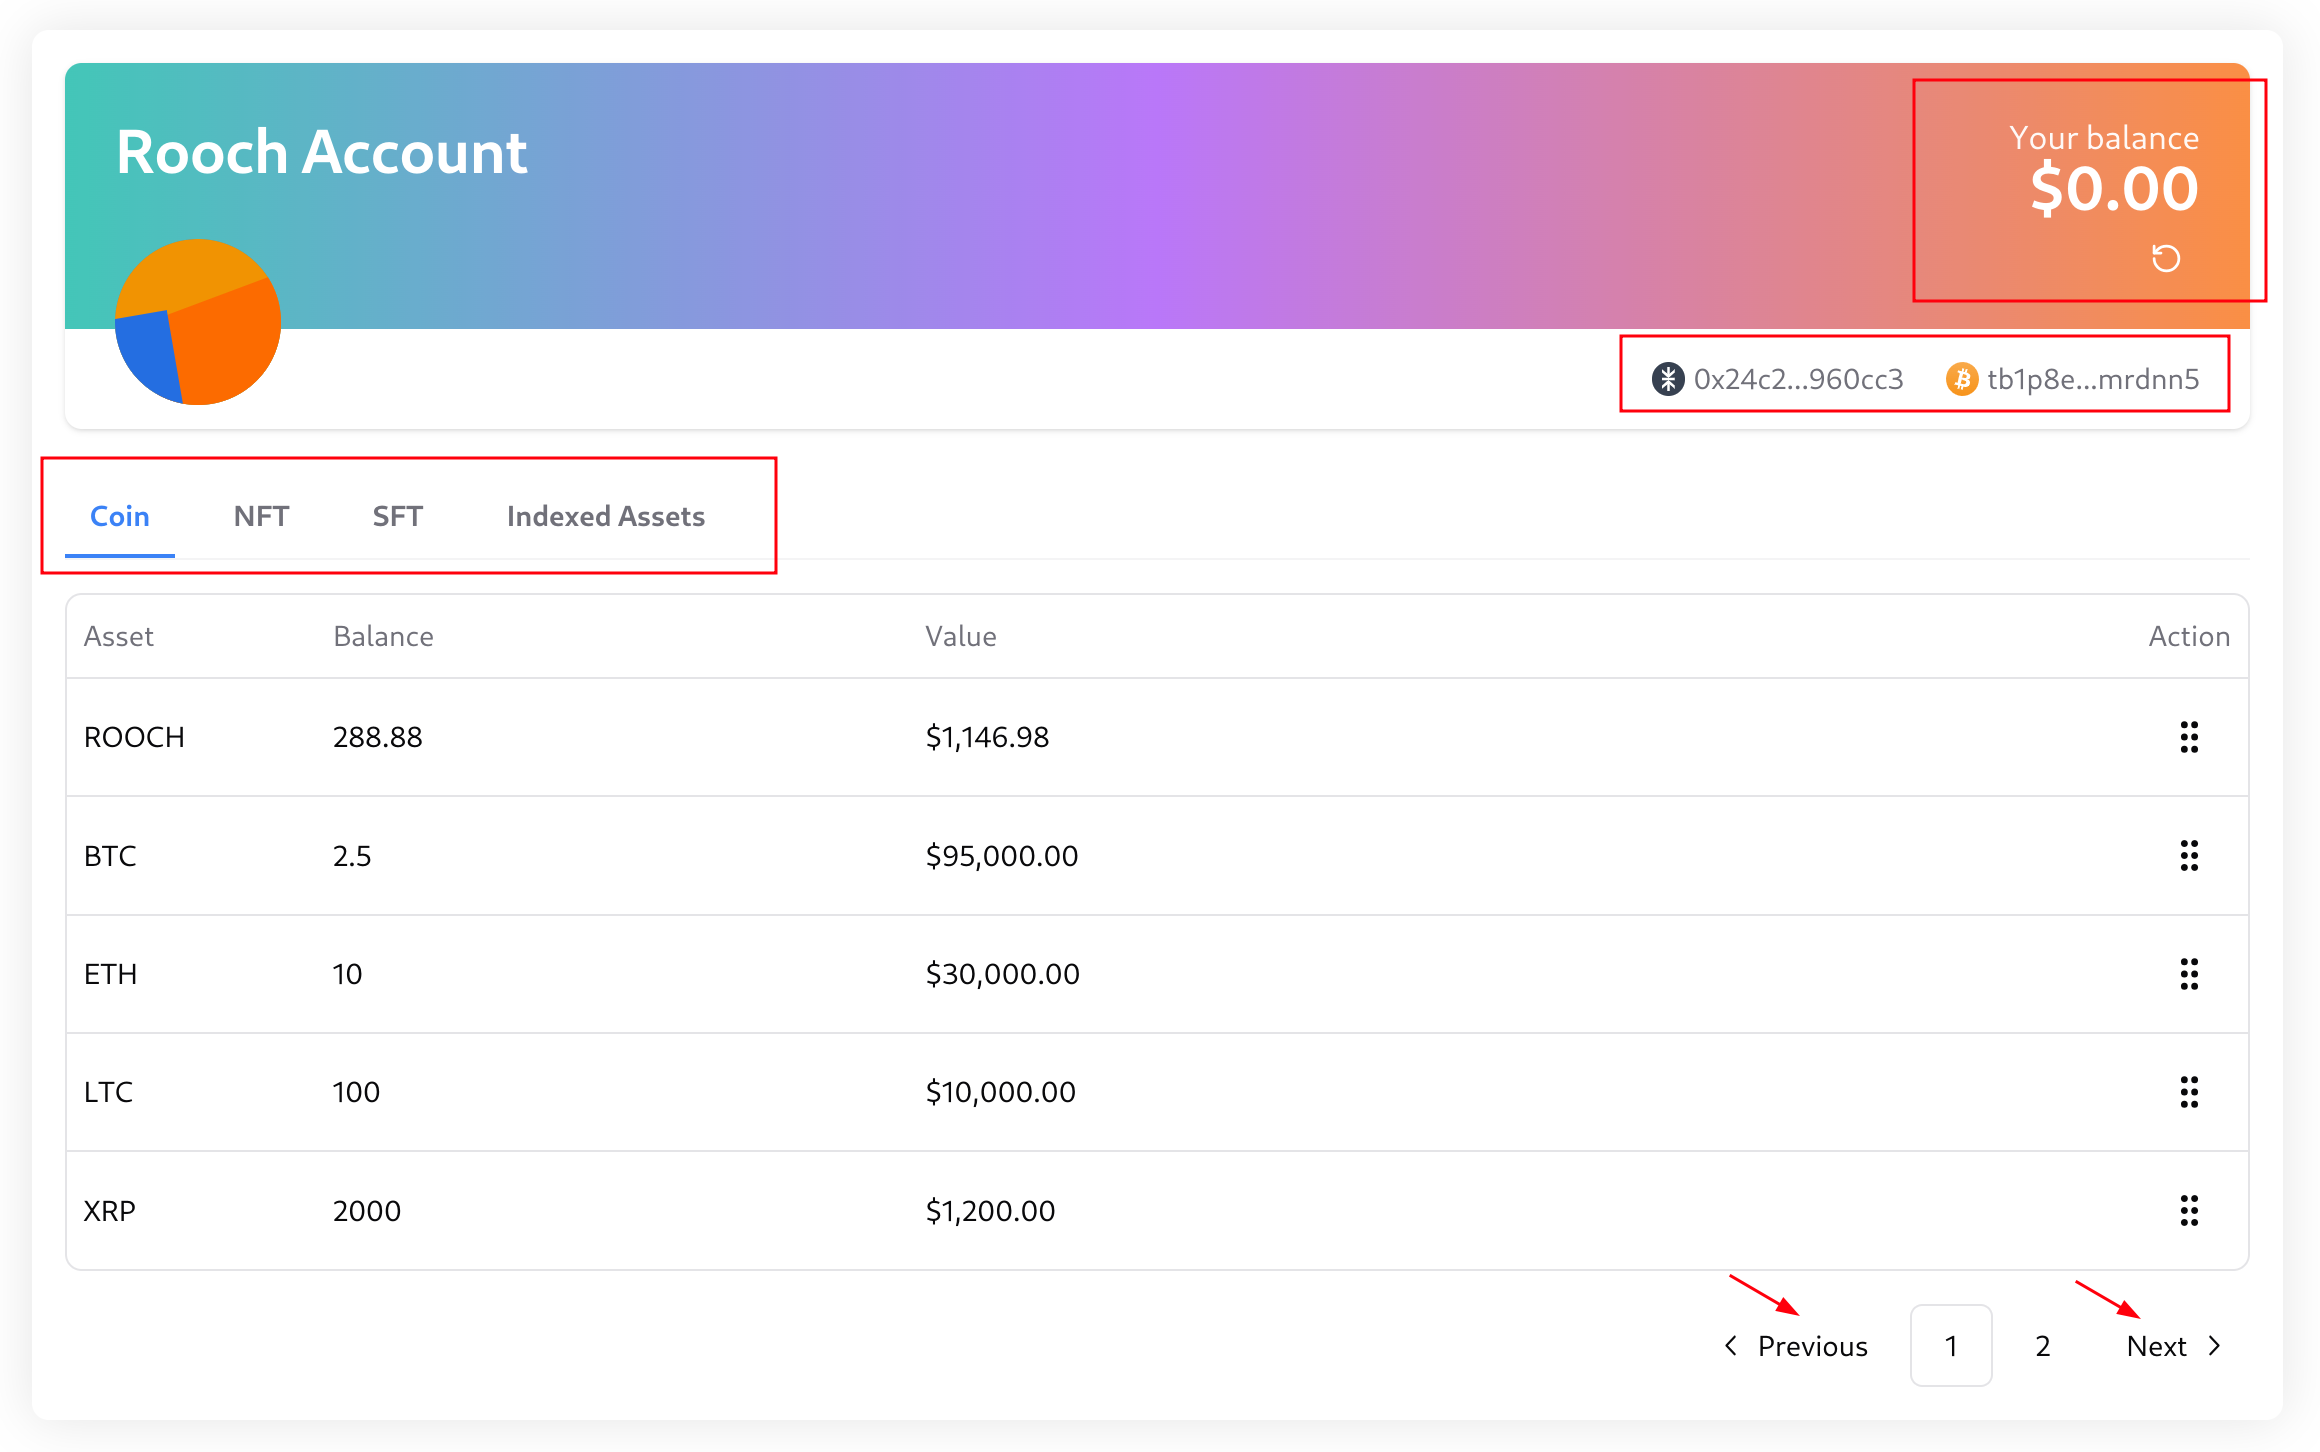 Rooch Account
Your balance
$0.00
0x24c2...960cc3 tb1p8e...mrdnn5
Coin NFT SFT Indexed Assets
Asset Balance Value Action
ROOCH 288.88 $1,146.98
BTC 2.5 $95,000.00
ETH 10 $30,000.00
LTC 100 $10,000.00
XRP 2000 $1,200.00
Previous 1 2 Next